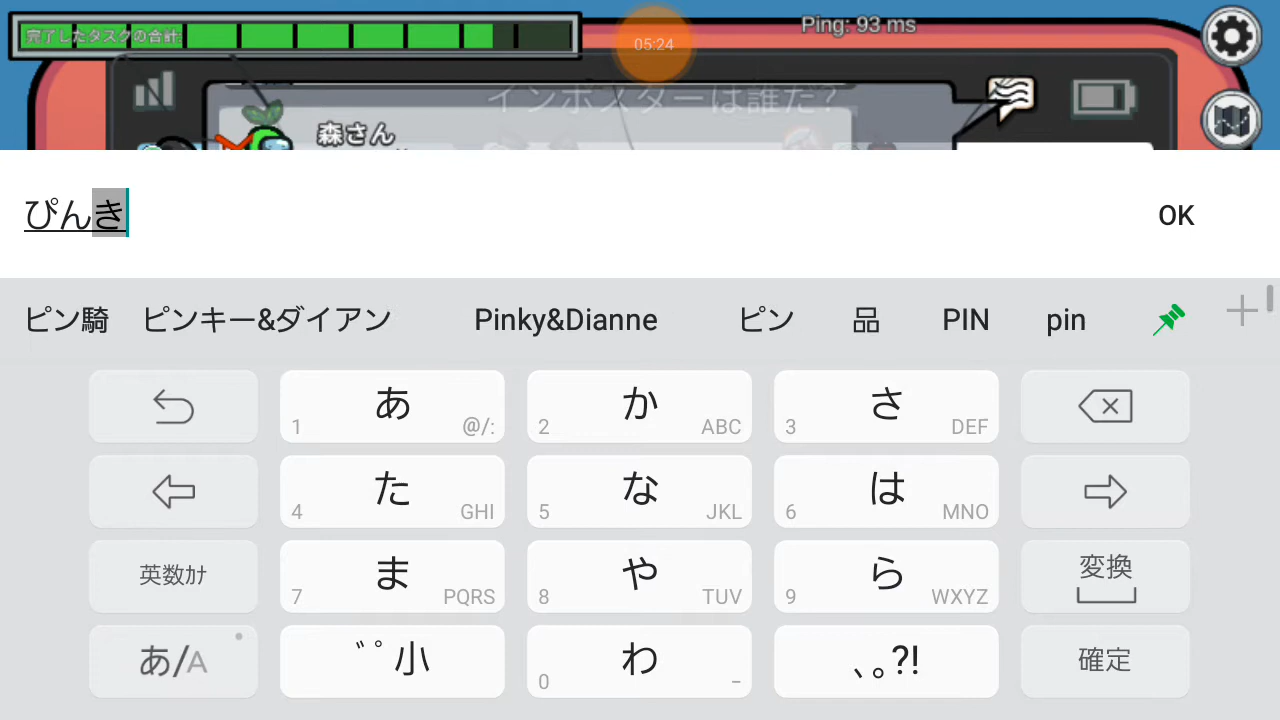 完了したタスクの合計
05:24
Ping: 93 ms
インポスターは誰だ?
森さん
ぴんき
OK
ピン騎 ピンキー&ダイアン Pinky&Dianne ピン 品 PIN pin
あ 1 @/:
か 2 ABC
さ 3 DEF
た 4 GHI
な 5 JKL
は 6 MNO
英数カナ
ま 7 PQRS
や 8 TUV
ら 9 WXYZ
変換
あ/A
゛゜小
わ 0 -
､｡?!
確定